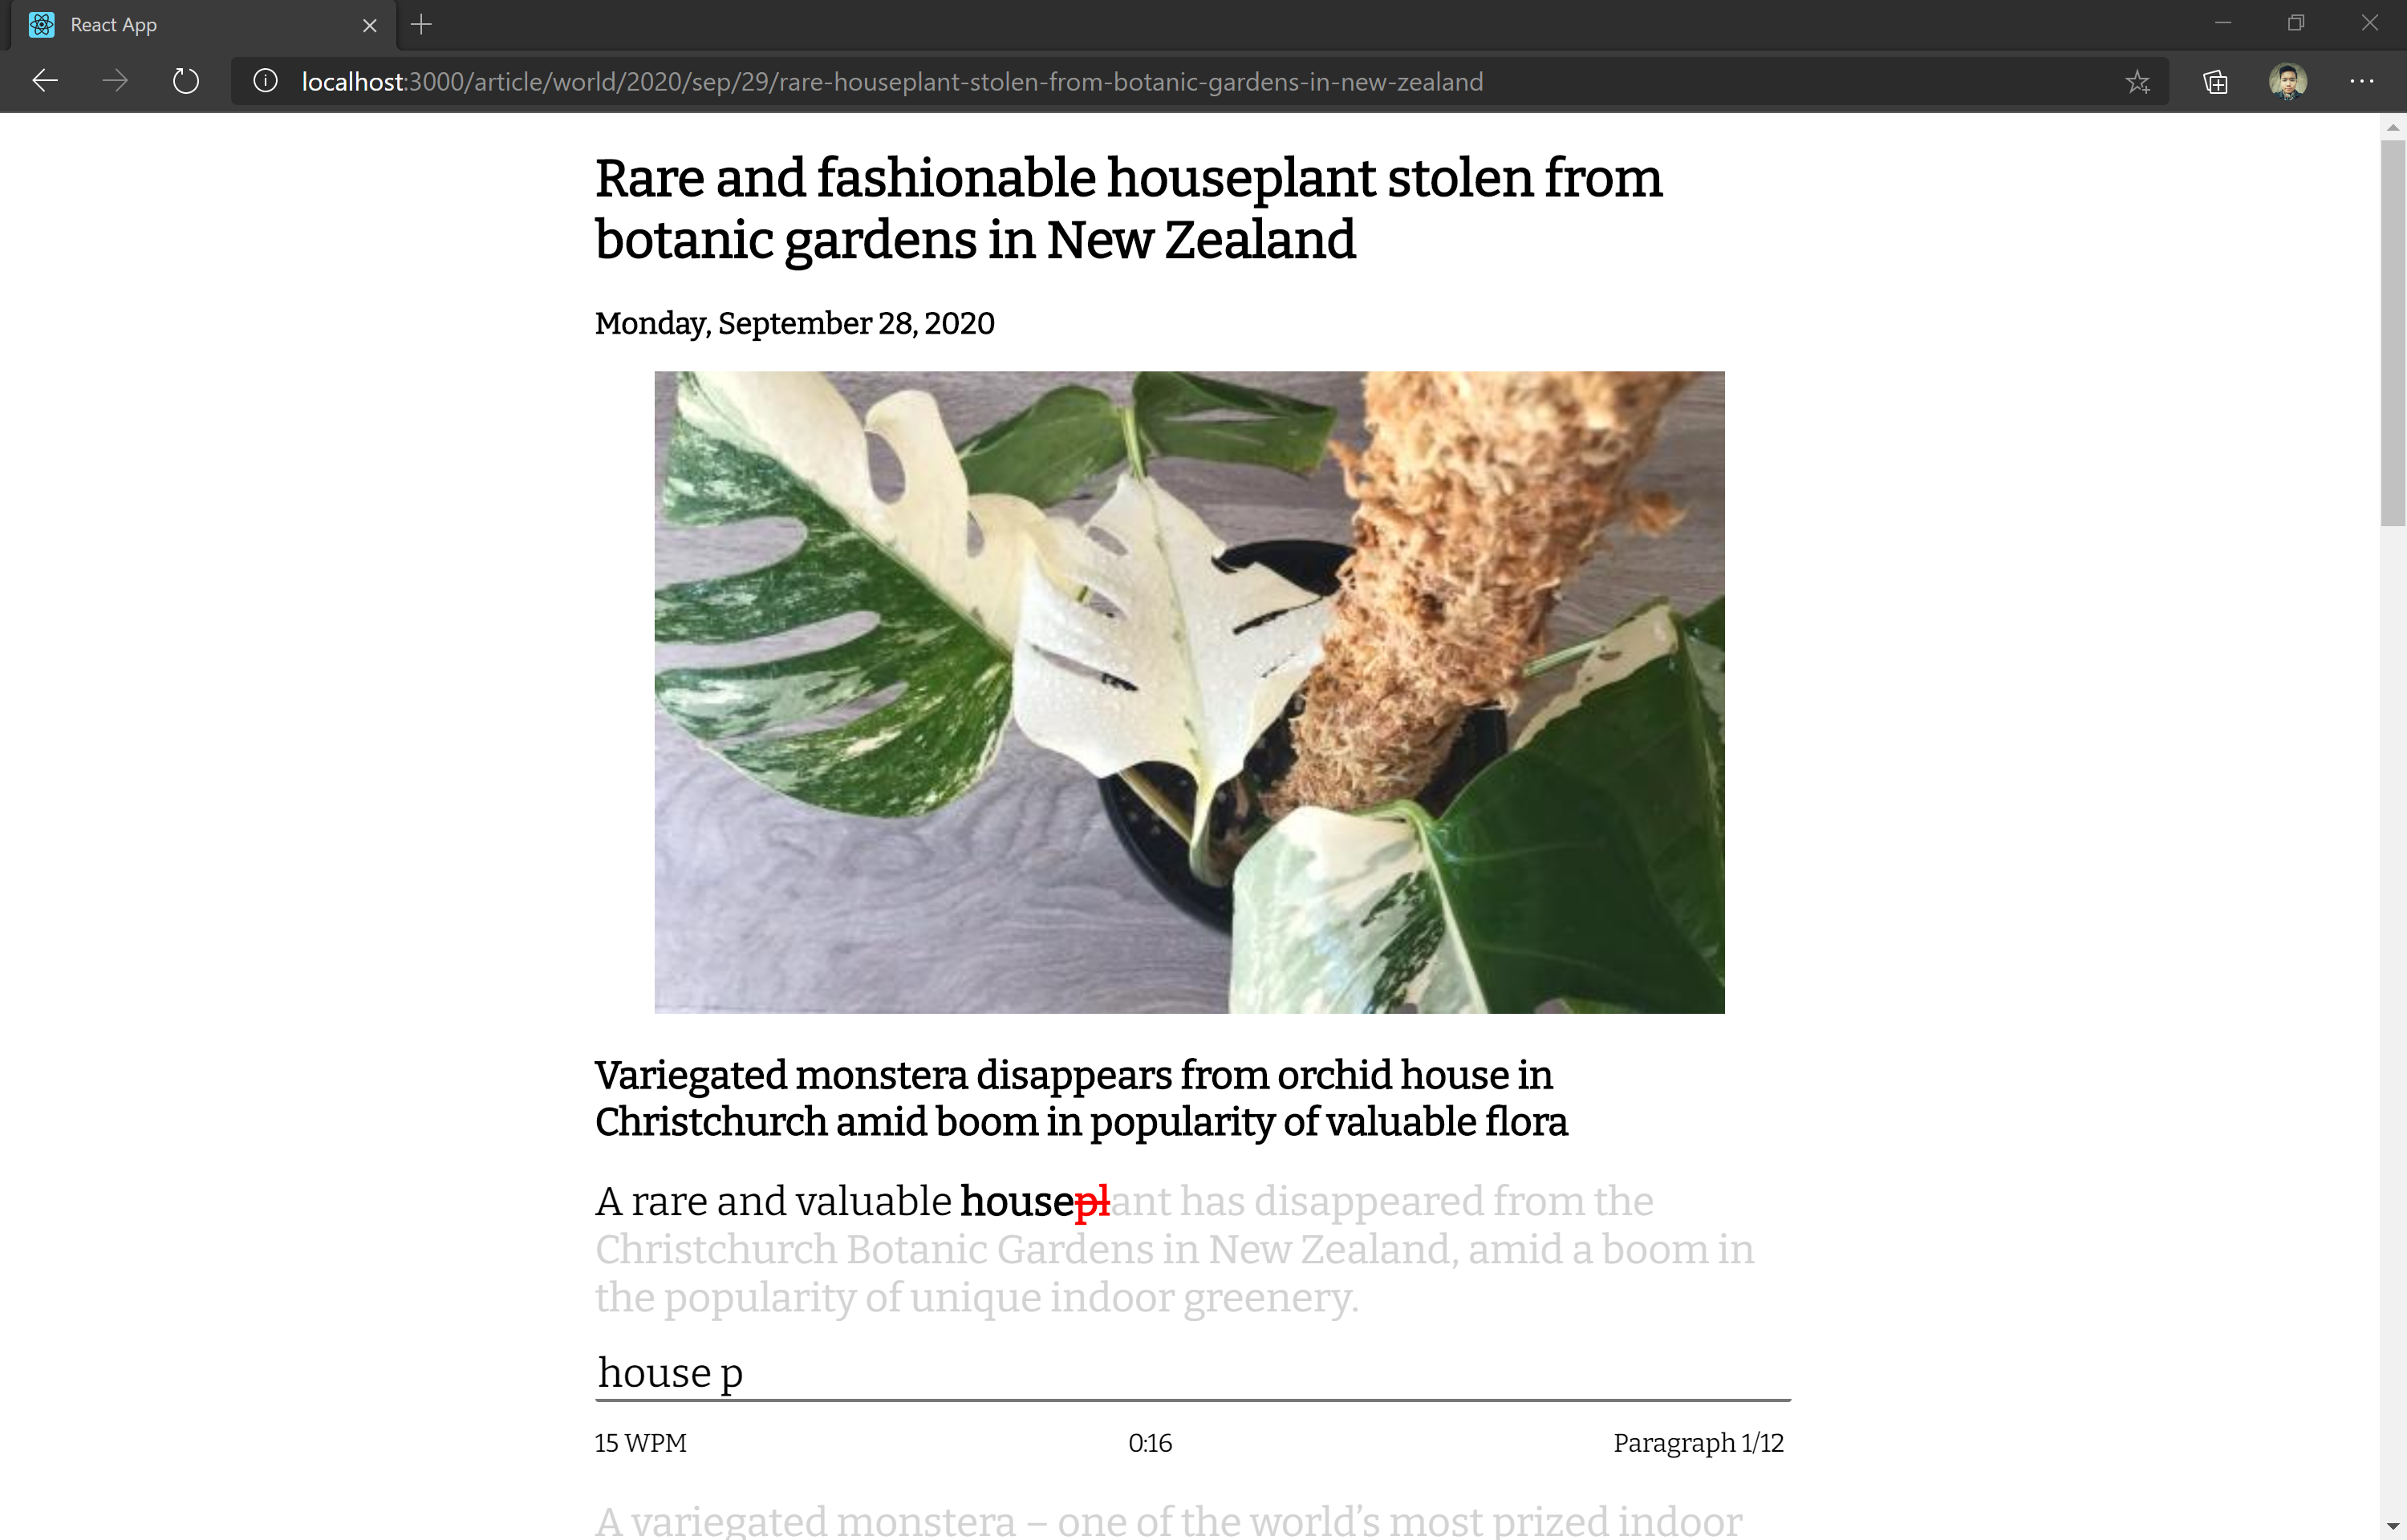 React App
localhost:3000/article/world/2020/sep/29/rare-houseplant-stolen-from-botanic-gardens-in-new-zealand
Rare and fashionable houseplant stolen from
botanic gardens in New Zealand
Monday, September 28, 2020
Variegated monstera disappears from orchid house in
Christchurch amid boom in popularity of valuable flora
A rare and valuable houseplant has disappeared from the
Christchurch Botanic Gardens in New Zealand, amid a boom in
the popularity of unique indoor greenery.
house p
15 WPM
0:16
Paragraph 1/12
A variegated monstera – one of the world's most prized indoor